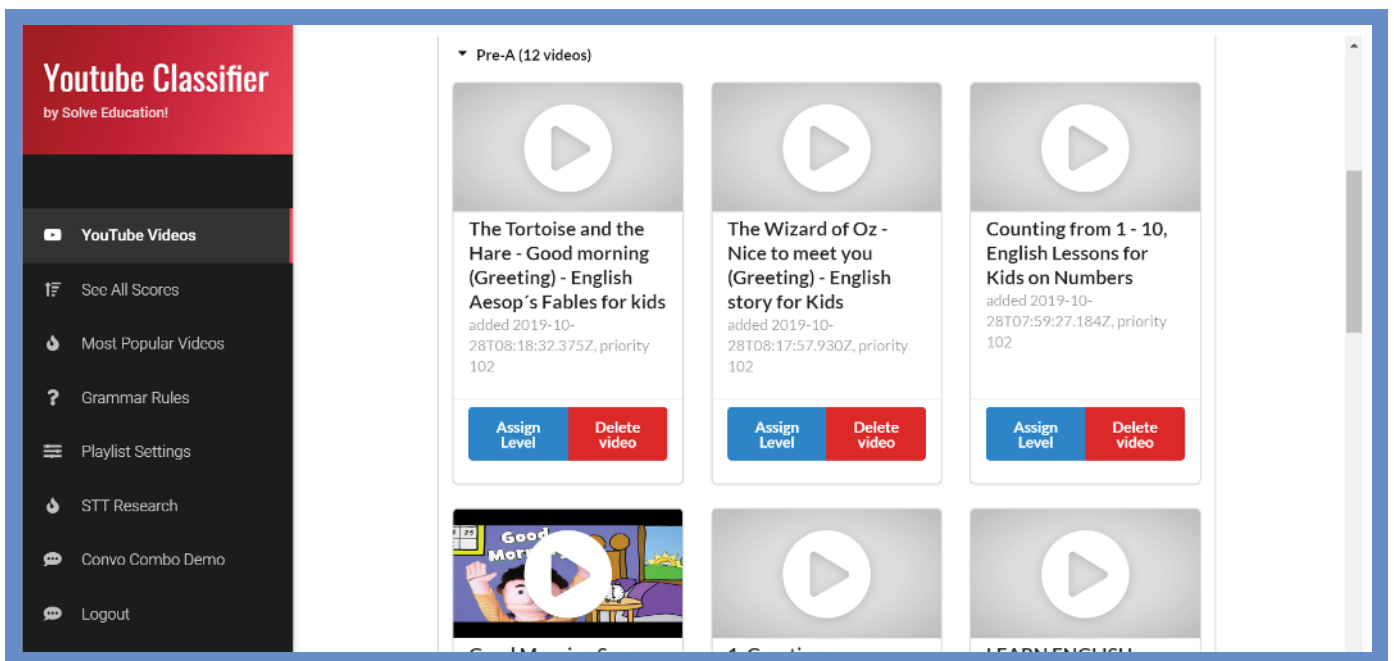 Youtube Classifier
by Solve Education!
YouTube Videos
See All Scores
Most Popular Videos
Grammar Rules
Playlist Settings
STT Research
Convo Combo Demo
Logout
Pre-A (12 videos)
The Tortoise and the
Hare - Good morning
(Greeting) - English
Aesop´s Fables for kids
added 2019-10-
28T08:18:32.375Z, priority
102
Assign
Level
Delete
video
The Wizard of Oz -
Nice to meet you
(Greeting) - English
story for Kids
added 2019-10-
28T08:17:57.930Z, priority
102
Assign
Level
Delete
video
Counting from 1 - 10,
English Lessons for
Kids on Numbers
added 2019-10-
28T07:59:27.184Z, priority
102
Assign
Level
Delete
video
Good